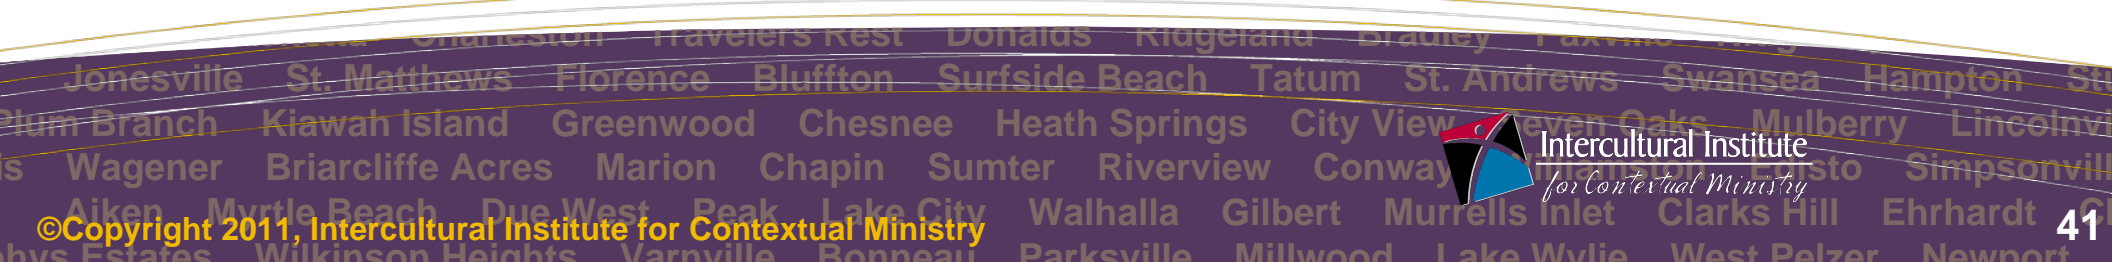 Charleston Travelers Rest Donalds Ridgeland Bradley Paxville
Jonesville St. Matthews Florence Bluffton Surfside Beach Tatum St. Andrews Swansea Hampton
Plum Branch Kiawah Island Greenwood Chesnee Heath Springs City View Seven Oaks Mulberry
Wagener Briarcliffe Acres Marion Chapin Sumter Riverview Conway Edisto
Intercultural Institute
for Contextual Ministry
Aiken Myrtle Beach Due West Peak Lake City Walhalla Gilbert Murrells Inlet Clarks Hill Ehrhardt
©Copyright 2011, Intercultural Institute for Contextual Ministry
41
Estates Wilkinson Heights Varnville Bonneau Parksville Millwood Lake Wylie West Pelzer Newport